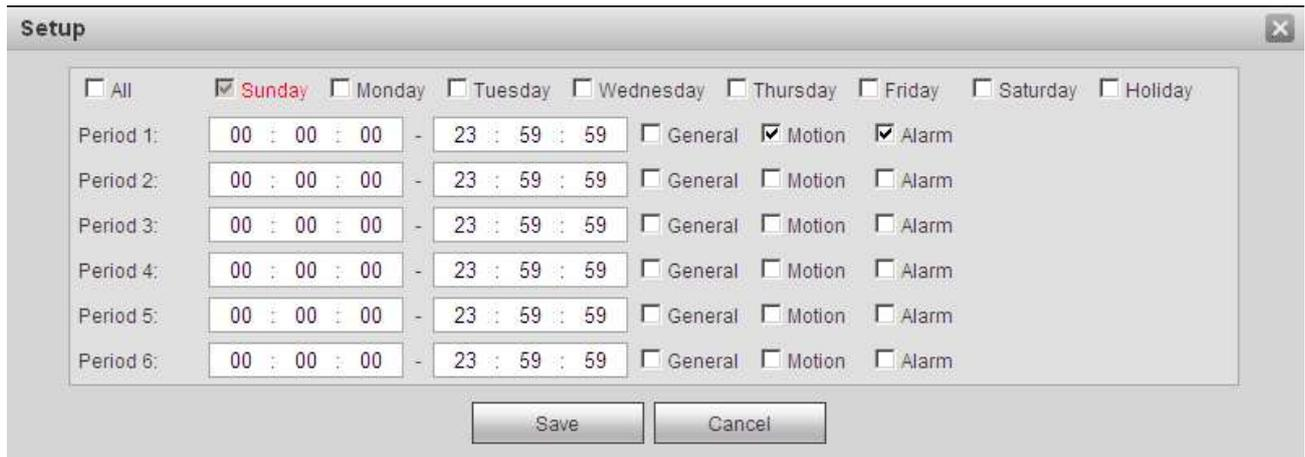 Setup
All Sunday Monday Tuesday Wednesday Thursday Friday Saturday Holiday
Period 1: 00 : 00 : 00 - 23 : 59 : 59 General Motion Alarm
Period 2: 00 : 00 : 00 - 23 : 59 : 59 General Motion Alarm
Period 3: 00 : 00 : 00 - 23 : 59 : 59 General Motion Alarm
Period 4: 00 : 00 : 00 - 23 : 59 : 59 General Motion Alarm
Period 5: 00 : 00 : 00 - 23 : 59 : 59 General Motion Alarm
Period 6: 00 : 00 : 00 - 23 : 59 : 59 General Motion Alarm
Save Cancel